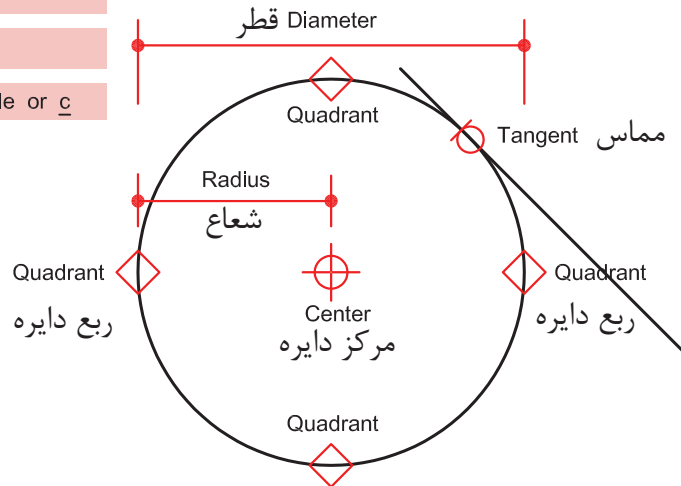 قطر Diameter
le or c
Quadrant
Tangent مماس
Radius
شعاع
Quadrant
Quadrant
Center
ربع دایره
ربع دایره
مرکز دایره
Quadrant